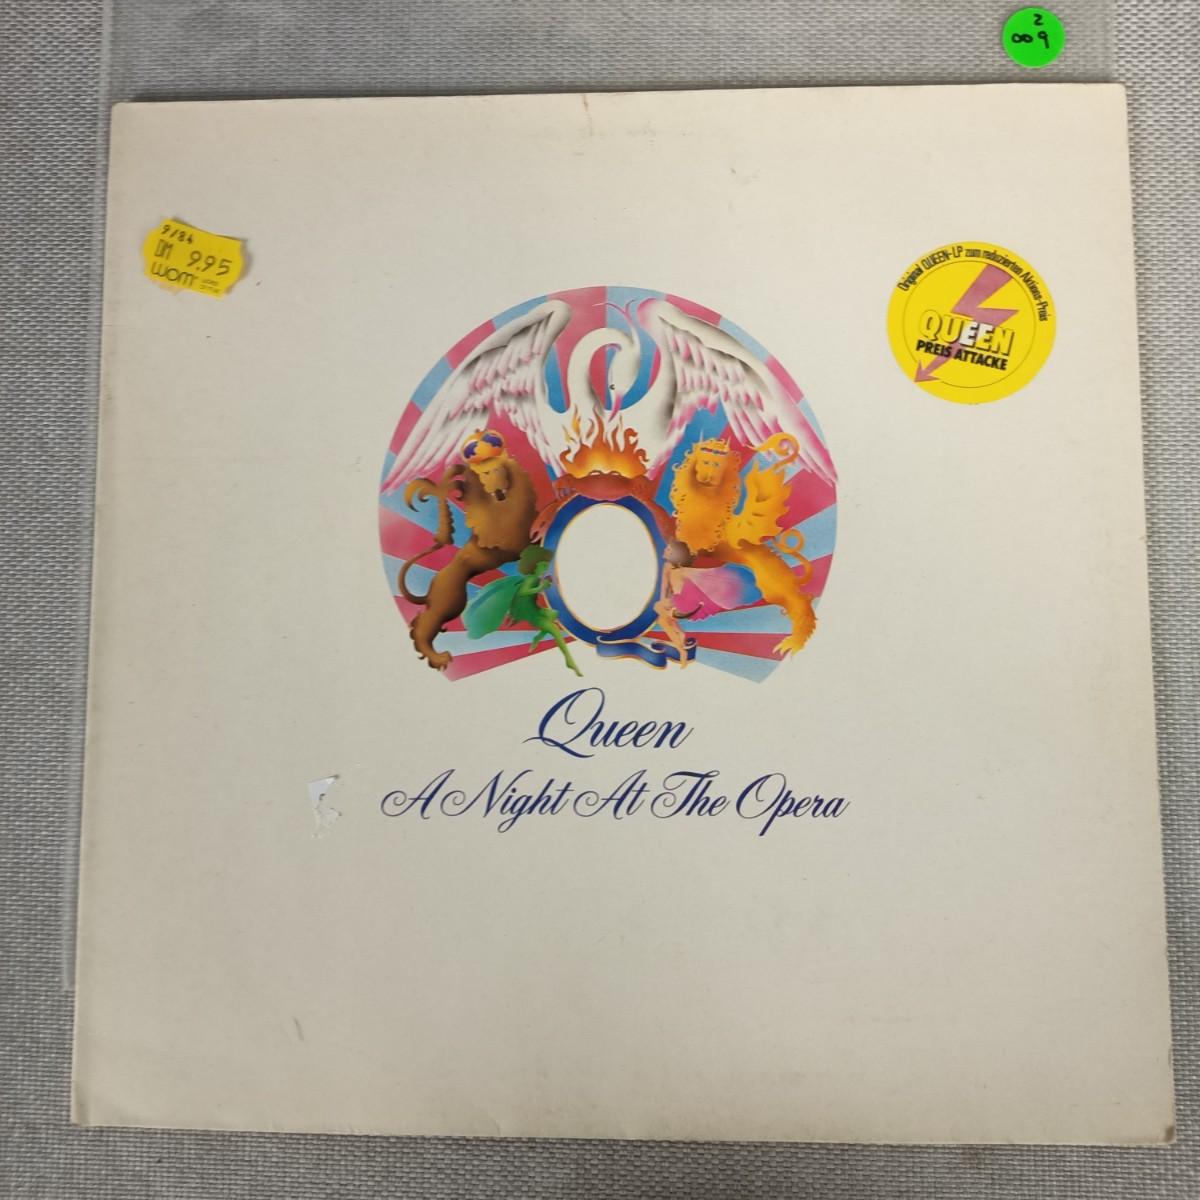 2
009
9/84
DM 9.95
WOM
Original QUEEN-LP zum reduzierten Aktions-Preis
QUEEN
PREIS ATTACKE
Queen
A Night At The Opera